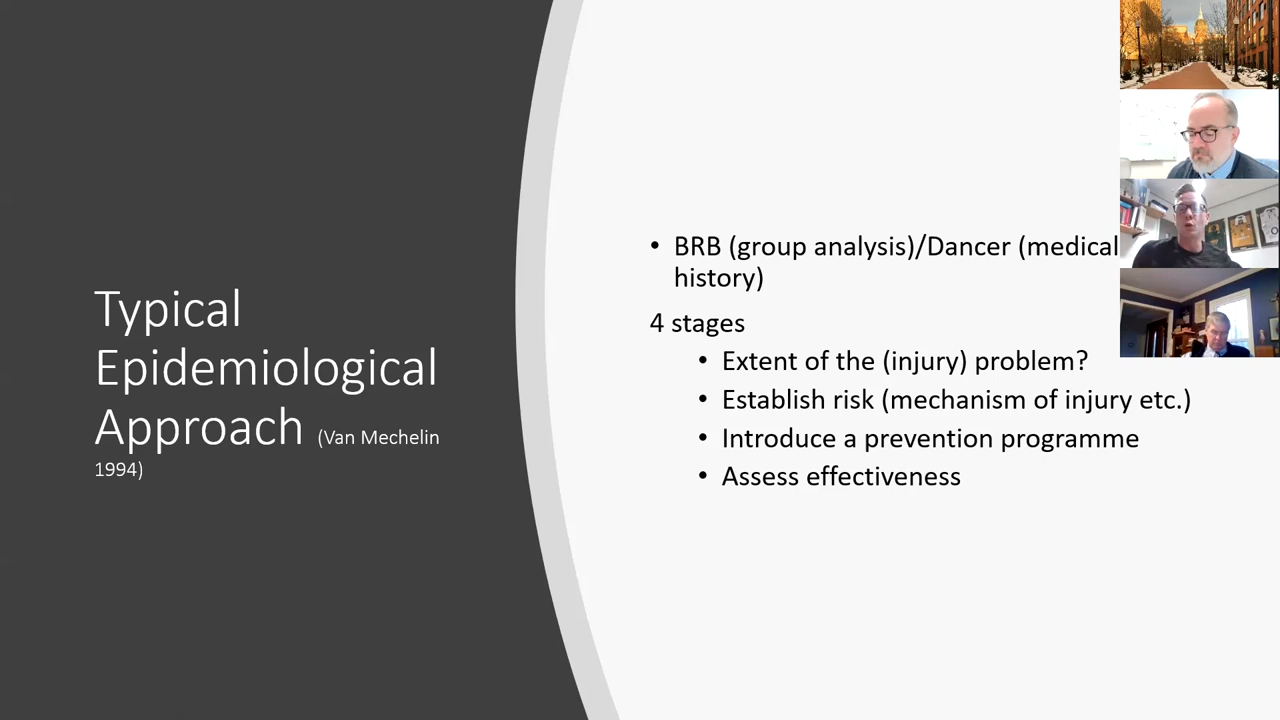 Typical
Epidemiological
Approach (Van Mechelin
1994)
• BRB (group analysis)/Dancer (medical
history)
4 stages
• Extent of the (injury) problem?
• Establish risk (mechanism of injury etc.)
• Introduce a prevention programme
• Assess effectiveness